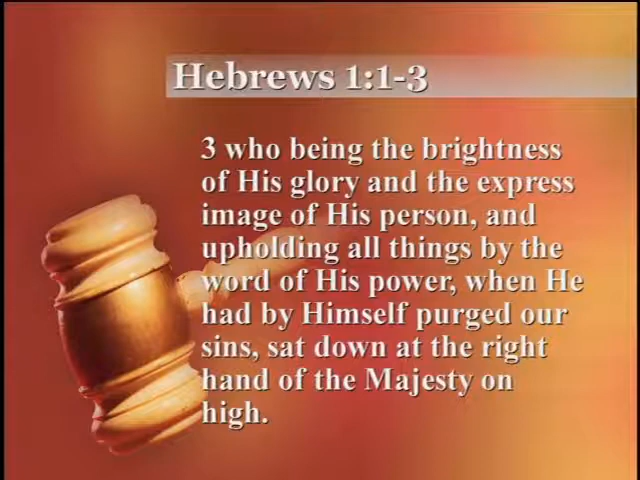 Hebrews 1:1-3
3 who being the brightness
of His glory and the express
image of His person, and
upholding all things by the
word of His power, when He
had by Himself purged our
sins, sat down at the right
hand of the Majesty on
high.